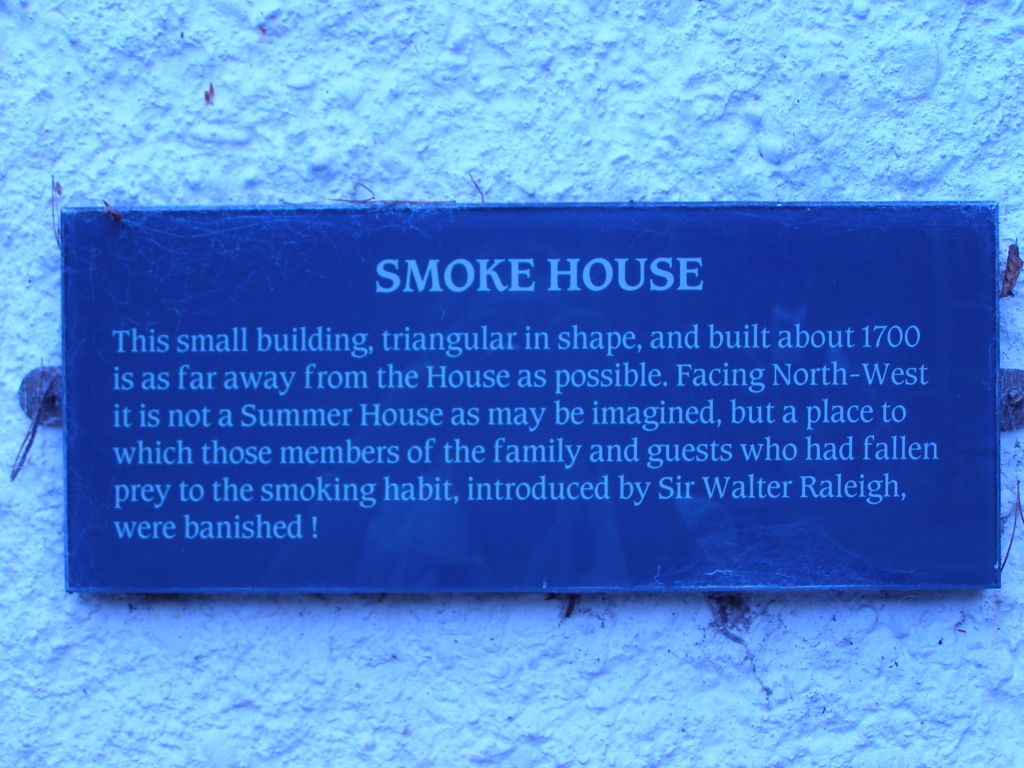 SMOKE HOUSE
This small building, triangular in shape, and built about 1700
is as far away from the House as possible. Facing North-West
it is not a Summer House as may be imagined, but a place to
which those members of the family and guests who had fallen
prey to the smoking habit, introduced by Sir Walter Raleigh,
were banished !